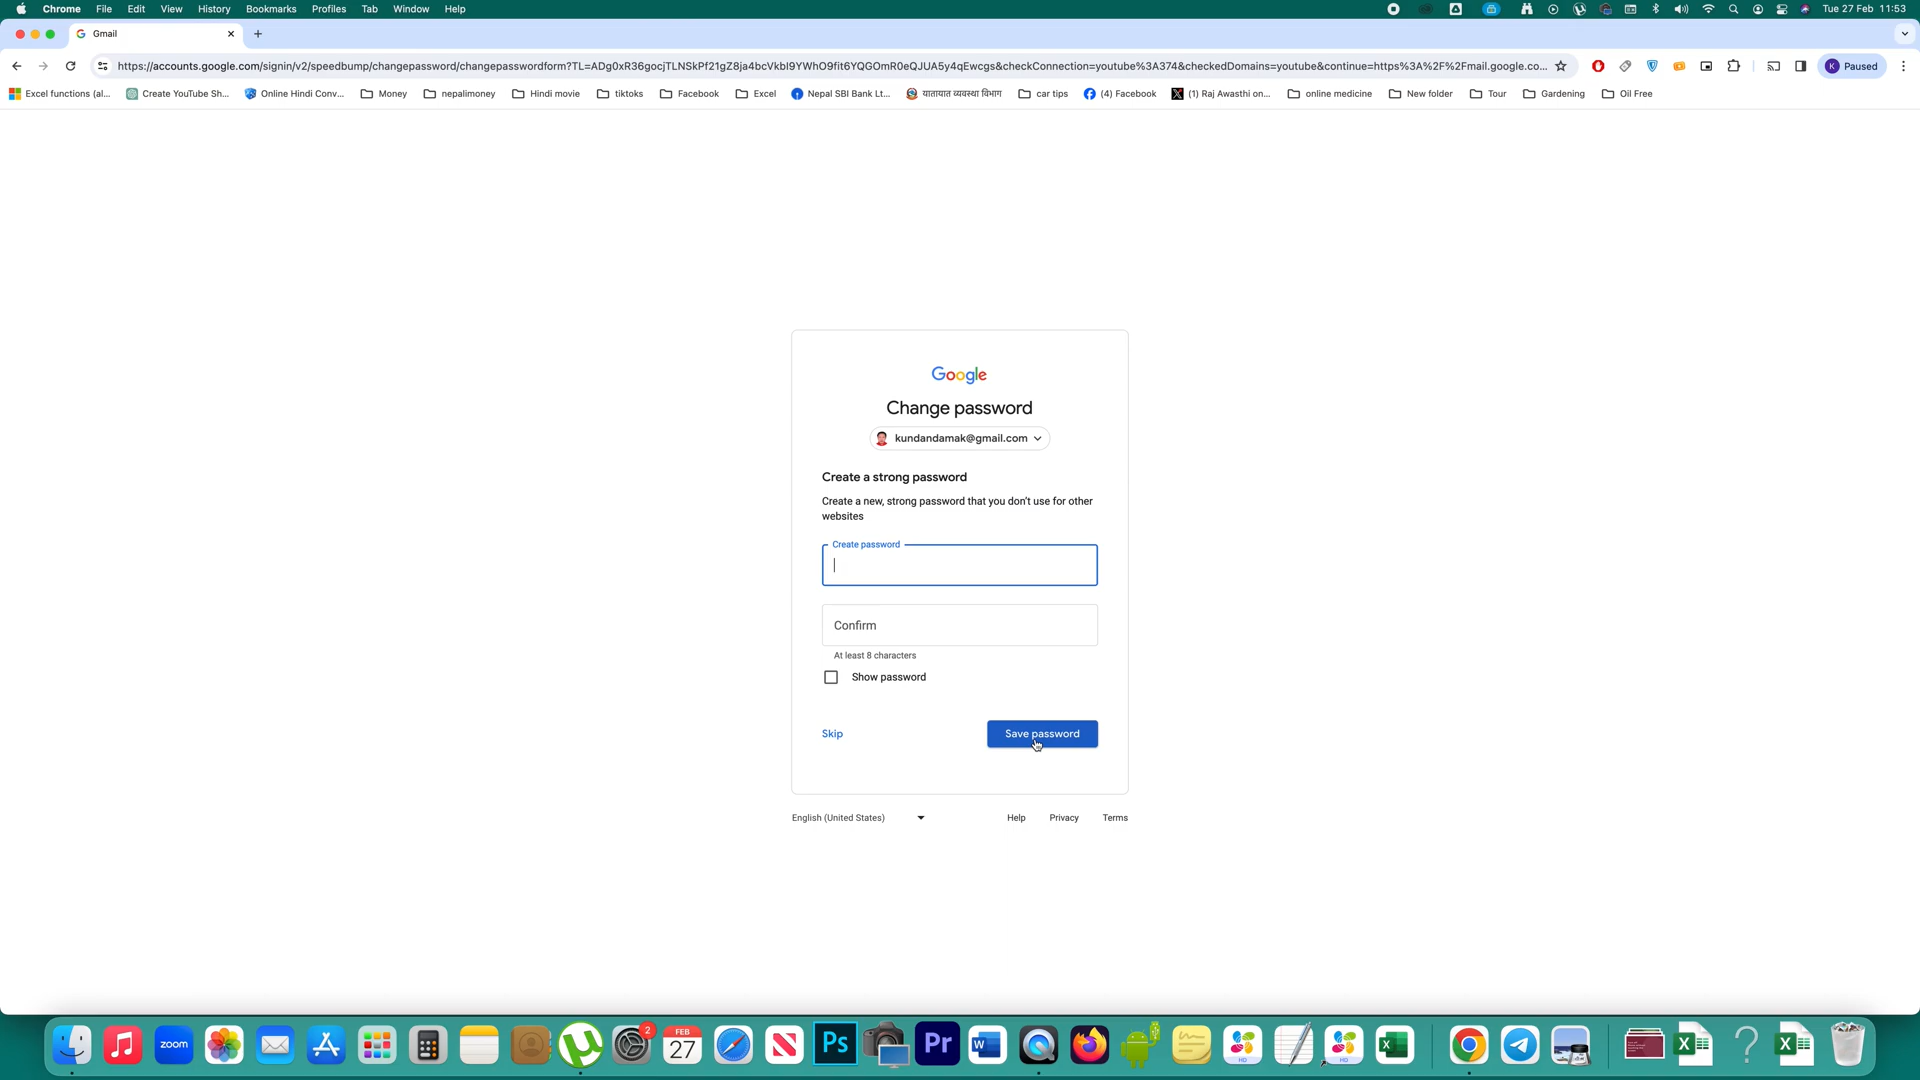 Chrome File Edit View History Bookmarks Profiles Tab Window Help Tue 27 Feb 11:53
Gmail
https://accounts.google.com/signin/v2/speedbump/changepassword/changepasswordform?TL=ADg0xR36gocjTLNSkPf21gZ8ja4bcVkbl9YWhO9fit6YQGOmR0eQJUA5y4qEwcgs&checkConnection=youtube%3A374&checkedDomains=youtube&continue=https%3A%2F%2Fmail.google.co... K Paused
Excel functions (al... Create YouTube Sh... Online Hindi Conv... Money nepalimoney Hindi movie tiktoks Facebook Excel Nepal SBI Bank Lt... यातायात व्यवस्था विभाग car tips (4) Facebook (1) Raj Awasthi on... online medicine New folder Tour Gardening Oil Free
Google
Change password
kundandamak@gmail.com
Create a strong password
Create a new, strong password that you don't use for other
websites
Create password
Confirm
At least 8 characters
Show password
Skip Save password
English (United States) Help Privacy Terms
zoom 2 FEB 27 Ps Pr W HD HD X X X